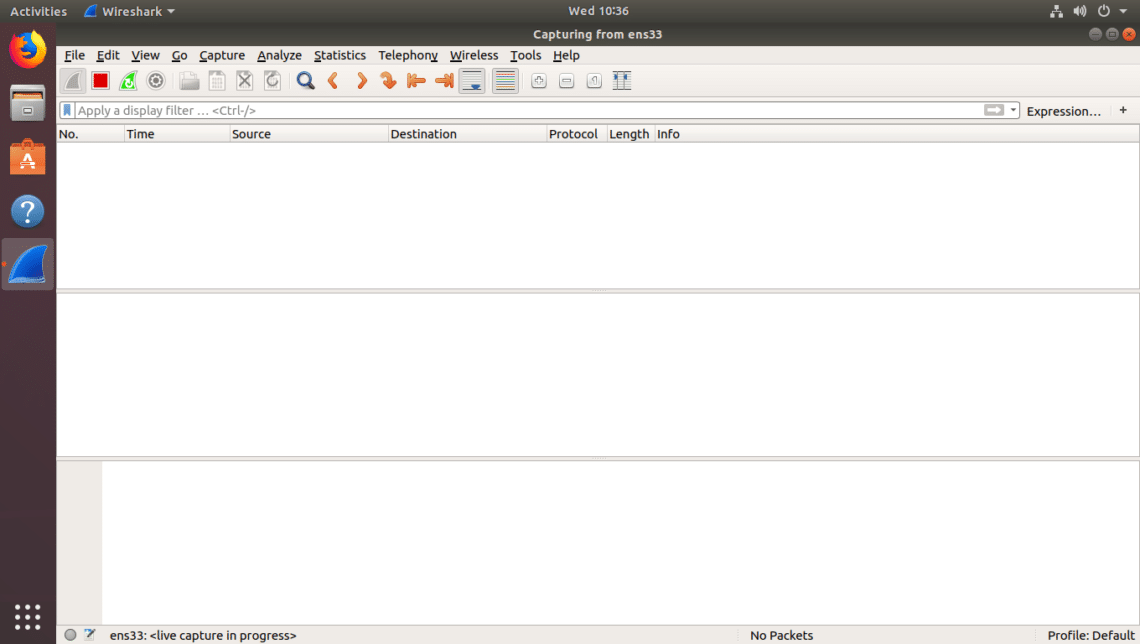 Activities Wireshark Wed 10:36
Capturing from ens33
File Edit View Go Capture Analyze Statistics Telephony Wireless Tools Help
Apply a display filter … <Ctrl-/> Expression… +
No. Time Source Destination Protocol Length Info
ens33: <live capture in progress> No Packets Profile: Default